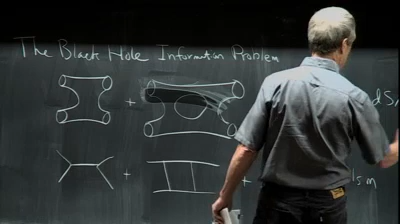 The Black Hole Information Problem
+
+ +